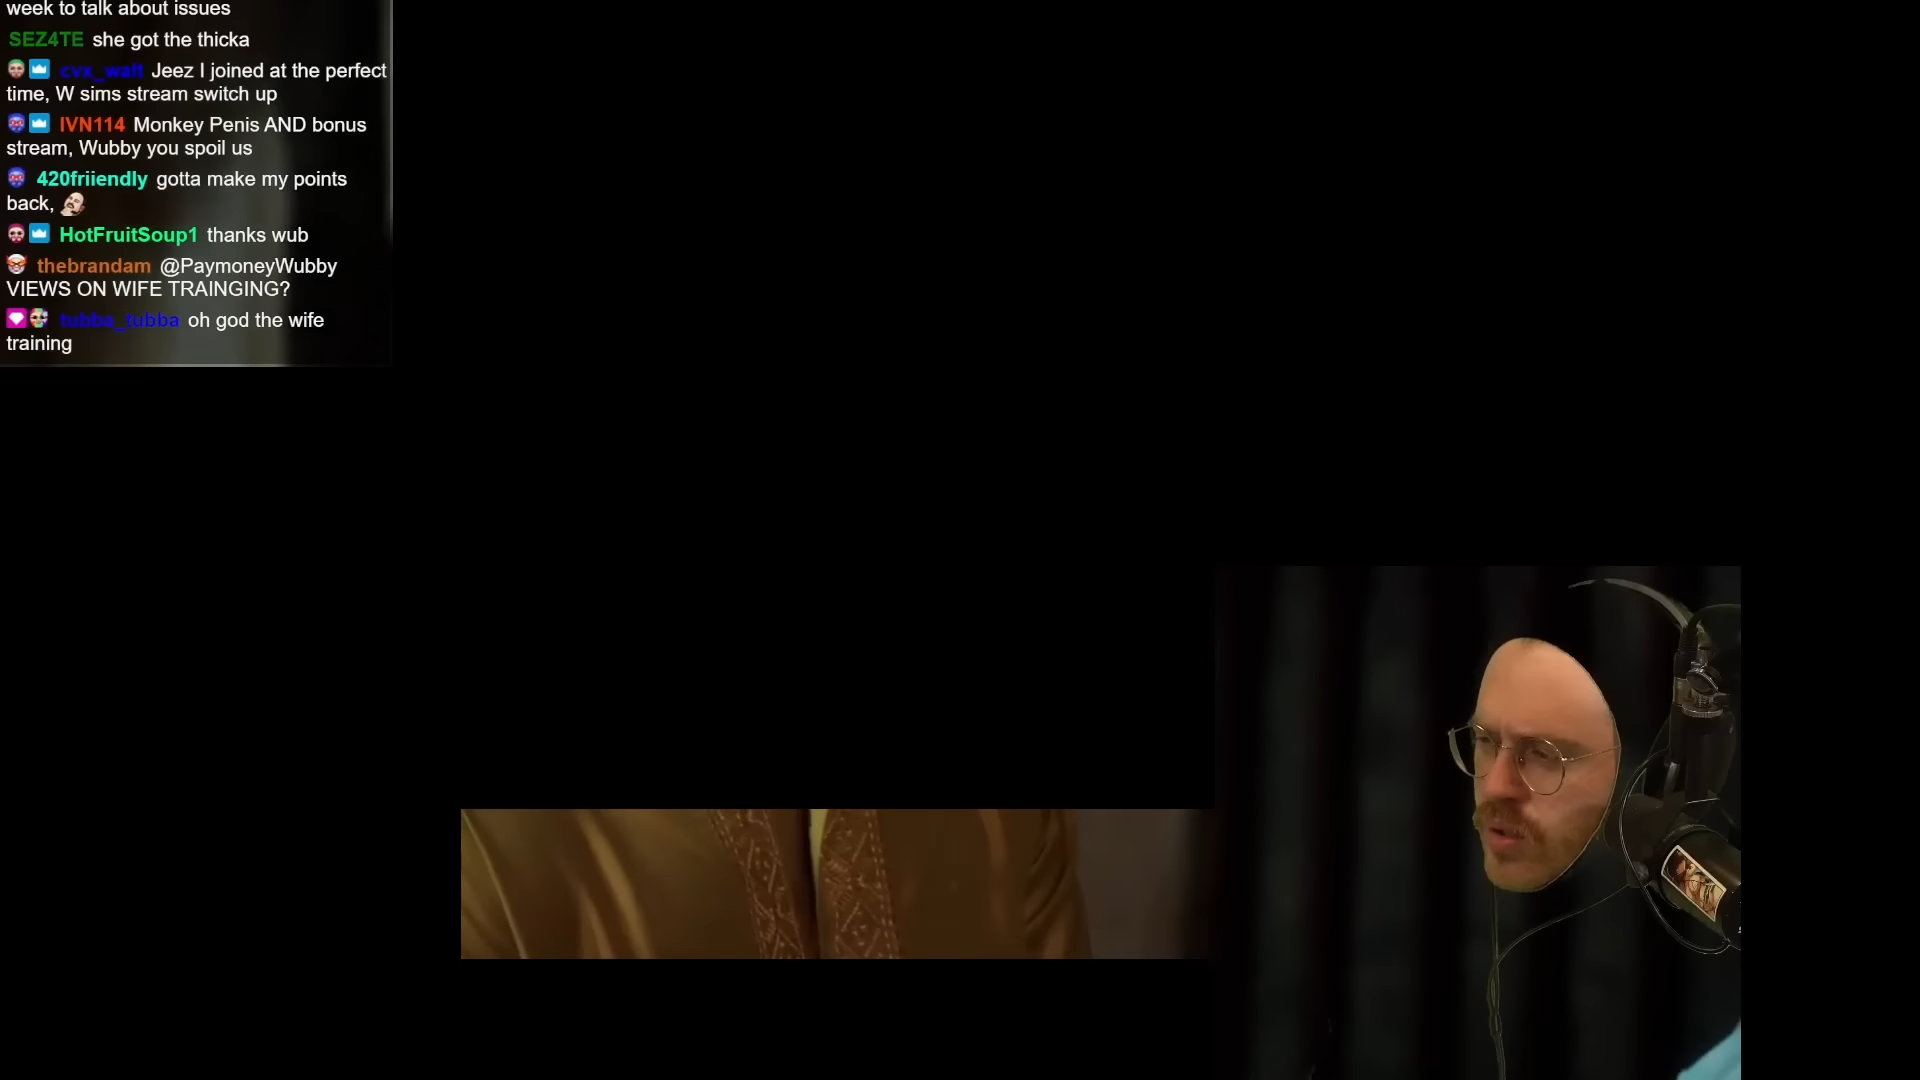 week to talk about issues
SEZ4TE she got the thicka
cvx_walt Jeez I joined at the perfect
time, W sims stream switch up
IVN114 Monkey Penis AND bonus
stream, Wubby you spoil us
420friiendly gotta make my points
back,
HotFruitSoup1 thanks wub
thebrandam @PaymoneyWubby
VIEWS ON WIFE TRAINGING?
tubba_tubba oh god the wife
training